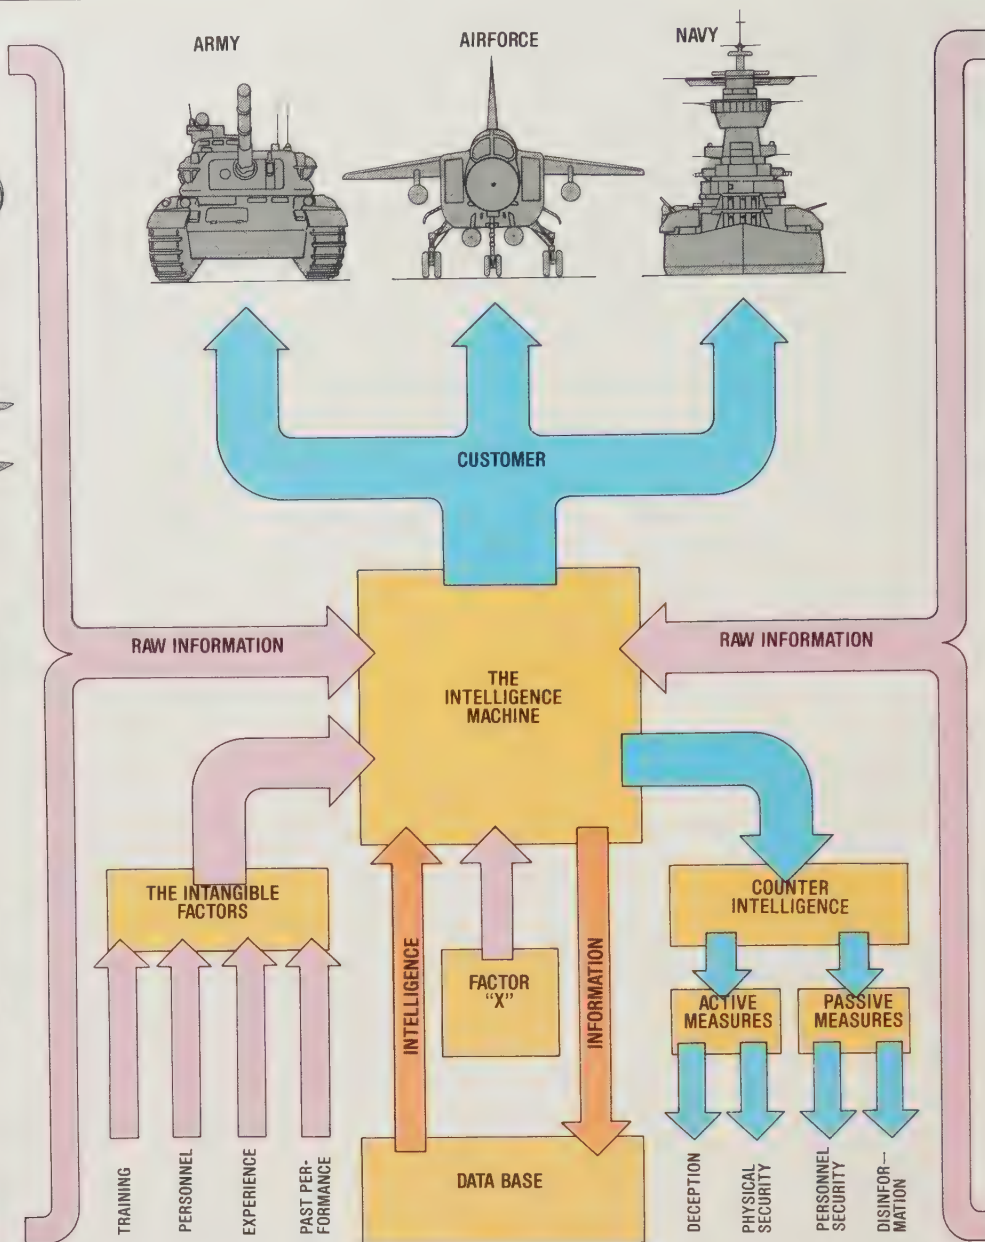 ARMY
AIRFORCE
NAVY
CUSTOMER
RAW INFORMATION
RAW INFORMATION
THE
INTELLIGENCE
MACHINE
THE INTANGIBLE
FACTORS
COUNTER
INTELLIGENCE
INTELLIGENCE
FACTOR
“X”
INFORMATION
ACTIVE
MEASURES
PASSIVE
MEASURES
TRAINING
PERSONNEL
EXPERIENCE
PAST PER-
FORMANCE
DATA BASE
DECEPTION
PHYSICAL
SECURITY
PERSONNEL
SECURITY
DISINFOR—
MATION